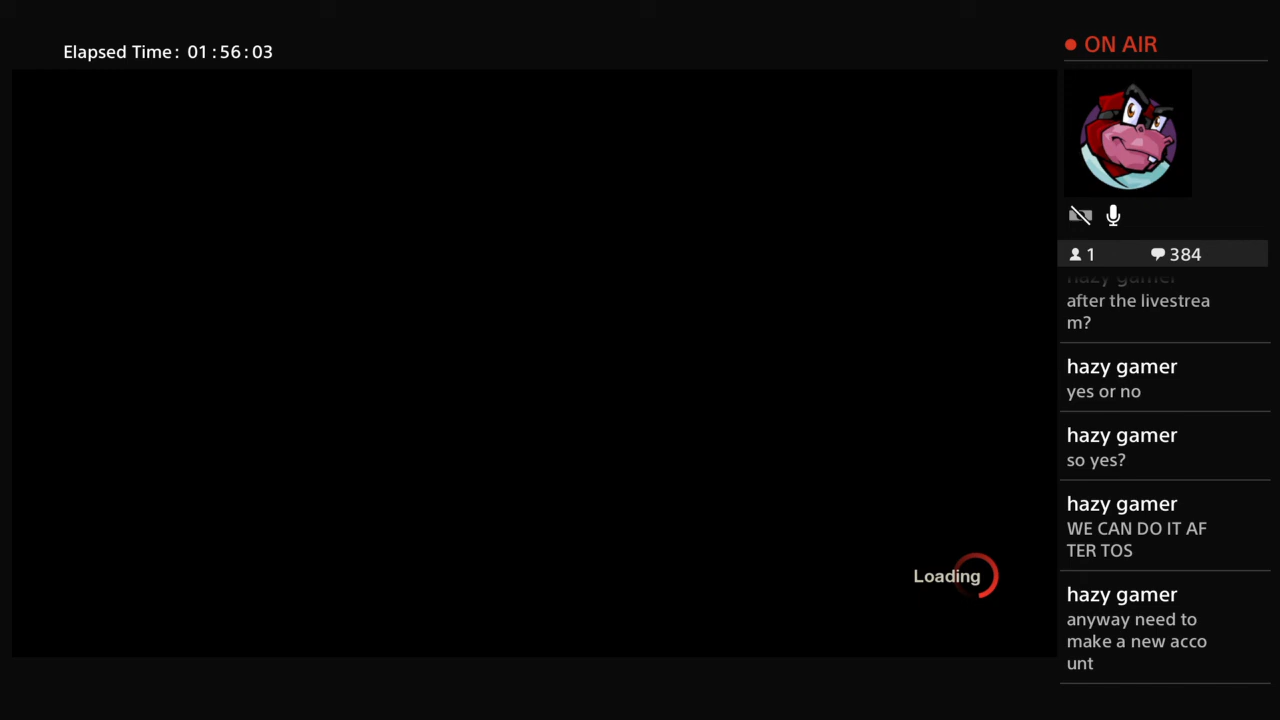 Elapsed Time: 01:56:03
ON AIR
1 384
hazy gamer
after the livestrea
m?
hazy gamer
yes or no
hazy gamer
so yes?
hazy gamer
WE CAN DO IT AF
TER TOS
hazy gamer
anyway need to
make a new acco
unt
Loading